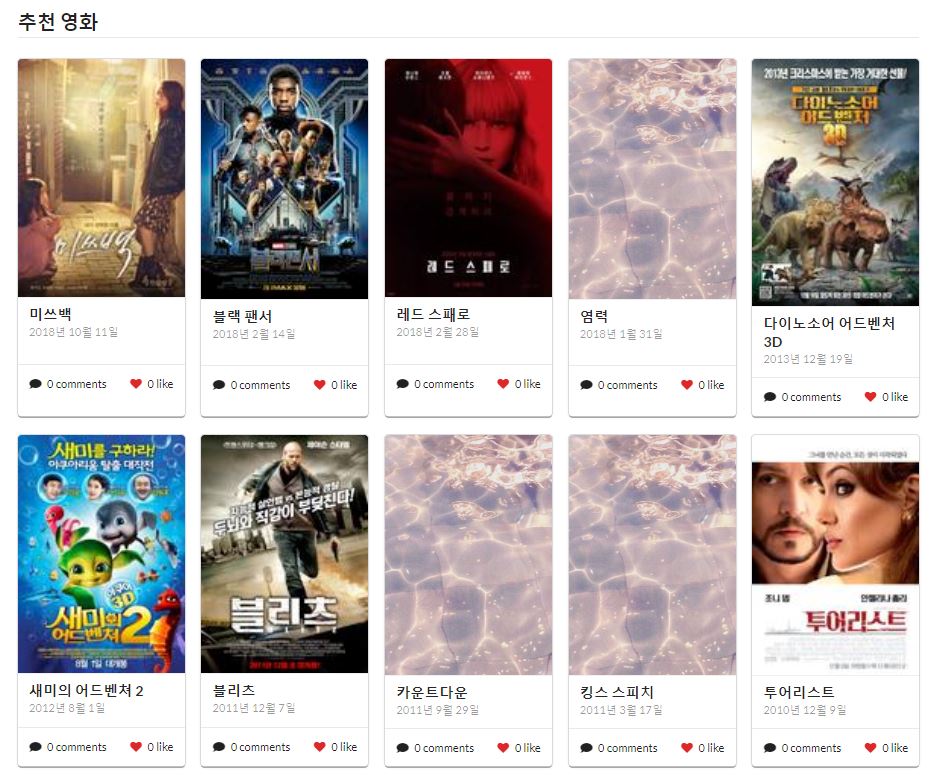 추천 영화
미쓰백
블랙 팬서
레드 스패로
2013년 크리스마스에 받는 가장 거대한 선물!
다이노소어
어드벤처
3D
미쓰백
2018년 10월 11일
블랙 팬서
2018년 2월 14일
레드 스패로
2018년 2월 28일
염력
2018년 1월 31일
다이노소어 어드벤처
3D
2013년 12월 19일
0 comments 0 like
0 comments 0 like
0 comments 0 like
0 comments 0 like
0 comments 0 like
새미를 구하라!
아쿠아리움 탈출 대작전
새미의
어드벤쳐2
8월 1일 대개봉
제이슨 스타뎀
두뇌와 직감이 부딪친다!
블리츠
조니 뎁
안젤리나 졸리
투어리스트
새미의 어드벤쳐 2
2012년 8월 1일
블리츠
2011년 12월 7일
카운트다운
2011년 9월 29일
킹스 스피치
2011년 3월 17일
투어리스트
2010년 12월 9일
0 comments 0 like
0 comments 0 like
0 comments 0 like
0 comments 0 like
0 comments 0 like